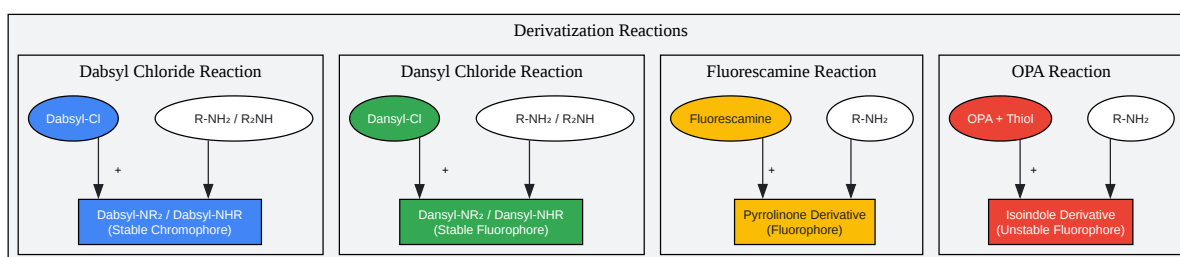 Derivatization Reactions
Dabsyl Chloride Reaction
Dabsyl-Cl
R-NH₂ / R₂NH
+
Dabsyl-NR₂ / Dabsyl-NHR
(Stable Chromophore)
Dansyl Chloride Reaction
Dansyl-Cl
R-NH₂ / R₂NH
+
Dansyl-NR₂ / Dansyl-NHR
(Stable Fluorophore)
Fluorescamine Reaction
Fluorescamine
R-NH₂
+
Pyrrolinone Derivative
(Fluorophore)
OPA Reaction
OPA + Thiol
R-NH₂
+
Isoindole Derivative
(Unstable Fluorophore)